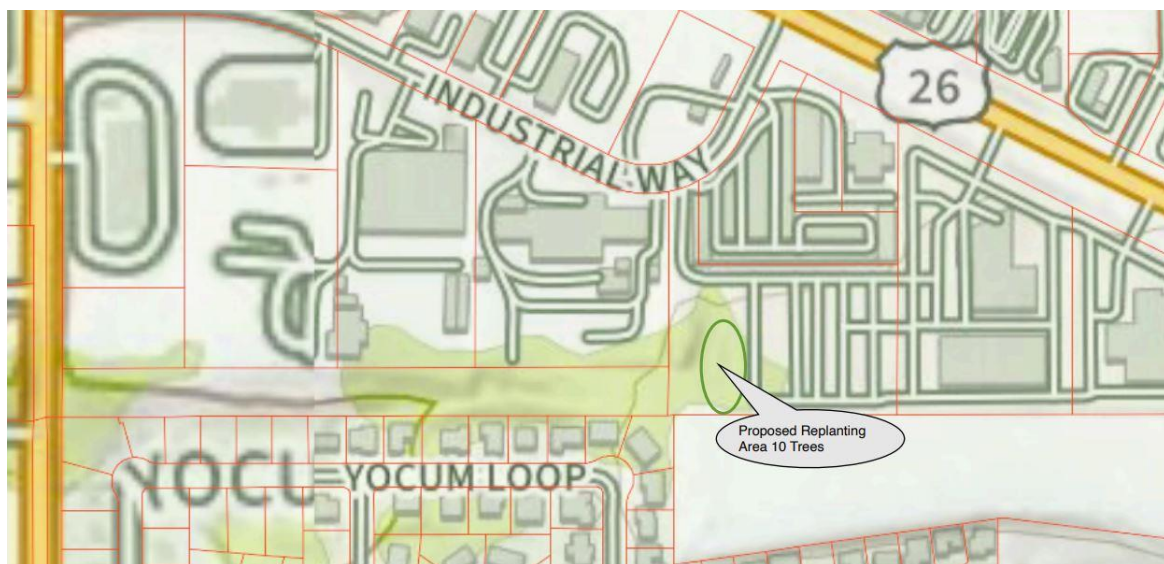 INDUSTRIAL WAY
26
Proposed Replanting
Area 10 Trees
YOCU
YOCUM LOOP